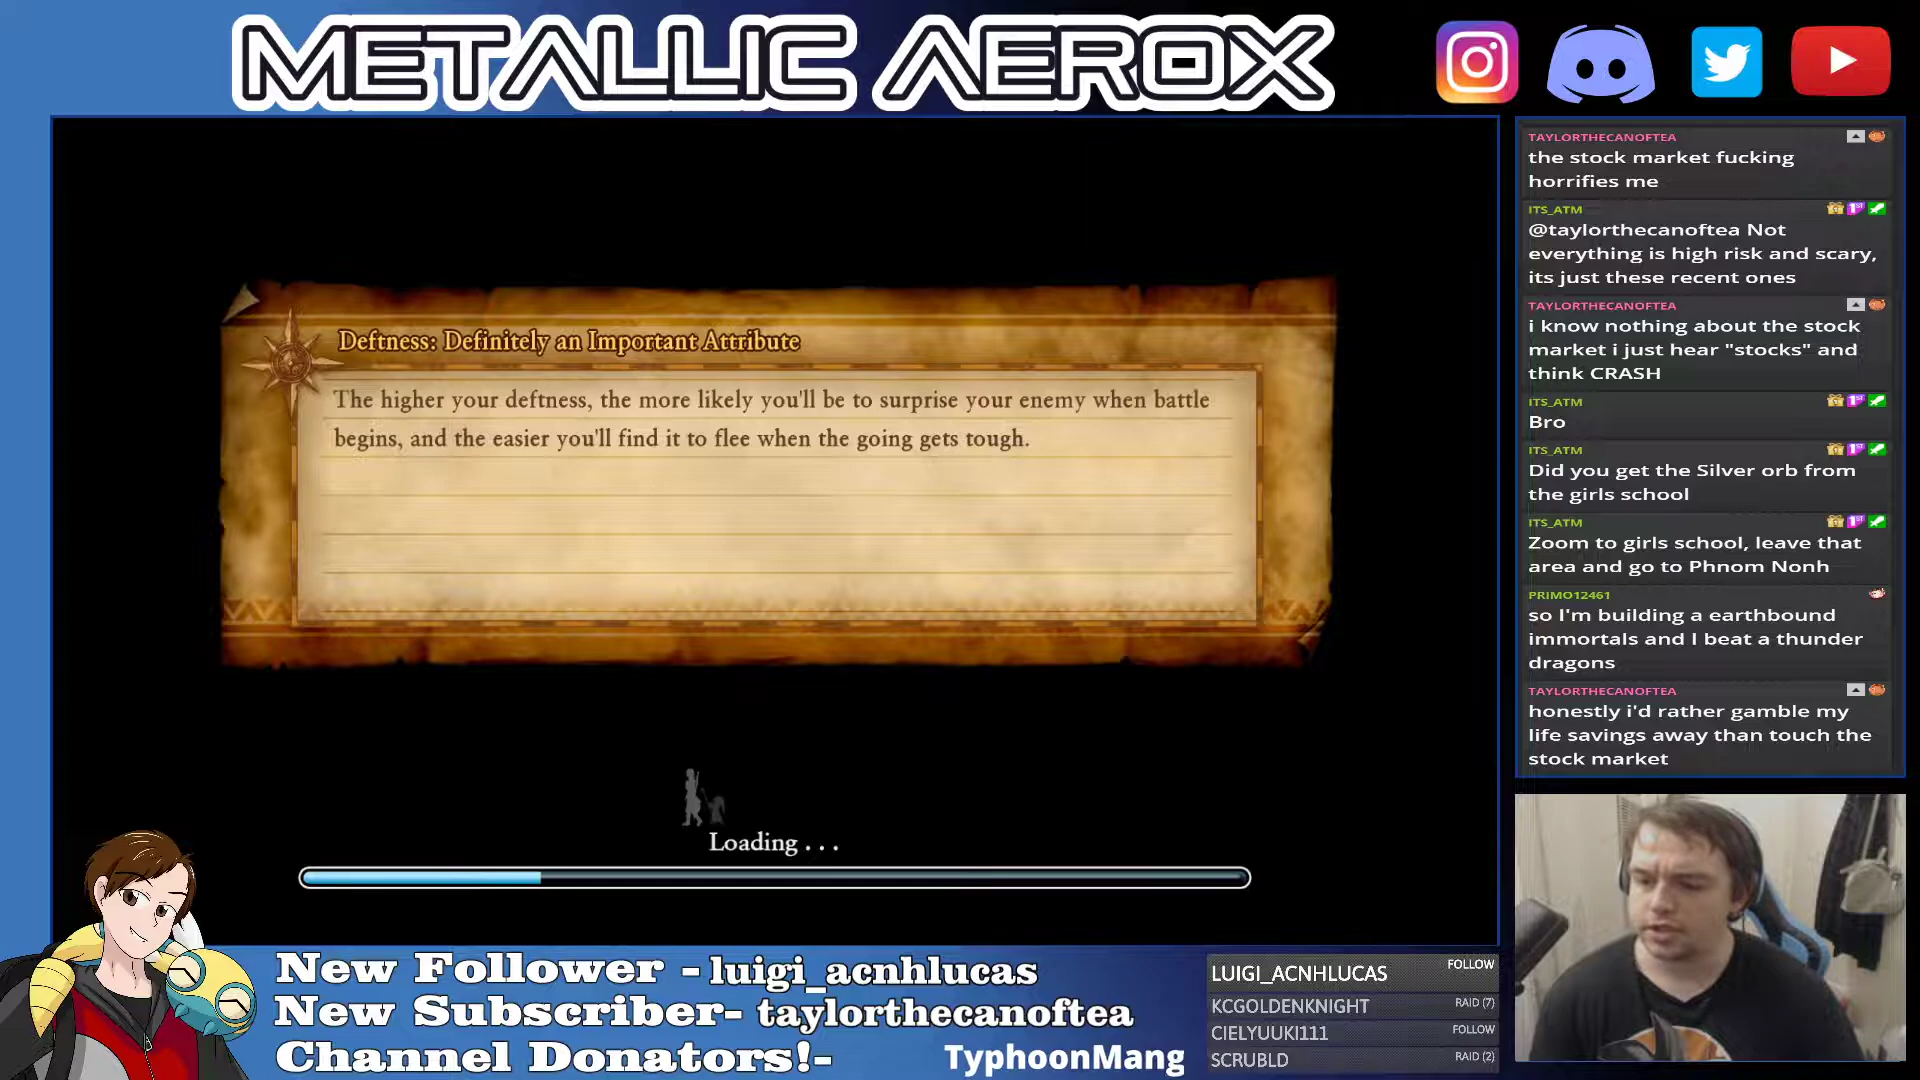 METALLIC AEROX
Deftness: Definitely an Important Attribute
The higher your deftness, the more likely you'll be to surprise your enemy when battle
begins, and the easier you'll find it to flee when the going gets tough.
Loading . . .
TAYLORTHECANOFTEA
the stock market fucking
horrifies me
ITS_ATM
@taylorthecanoftea Not
everything is high risk and scary,
its just these recent ones
TAYLORTHECANOFTEA
i know nothing about the stock
market i just hear "stocks" and
think CRASH
ITS_ATM
Bro
ITS_ATM
Did you get the Silver orb from
the girls school
ITS_ATM
Zoom to girls school, leave that
area and go to Phnom Nonh
PRIMO12461
so I'm building a earthbound
immortals and I beat a thunder
dragons
TAYLORTHECANOFTEA
honestly i'd rather gamble my
life savings away than touch the
stock market
New Follower - luigi_acnhlucas
New Subscriber- taylorthecanoftea
Channel Donators!- TyphoonMang
LUIGI_ACNHLUCAS FOLLOW
KCGOLDENKNIGHT RAID (7)
CIELYUUKI111 FOLLOW
SCRUBLD RAID (2)